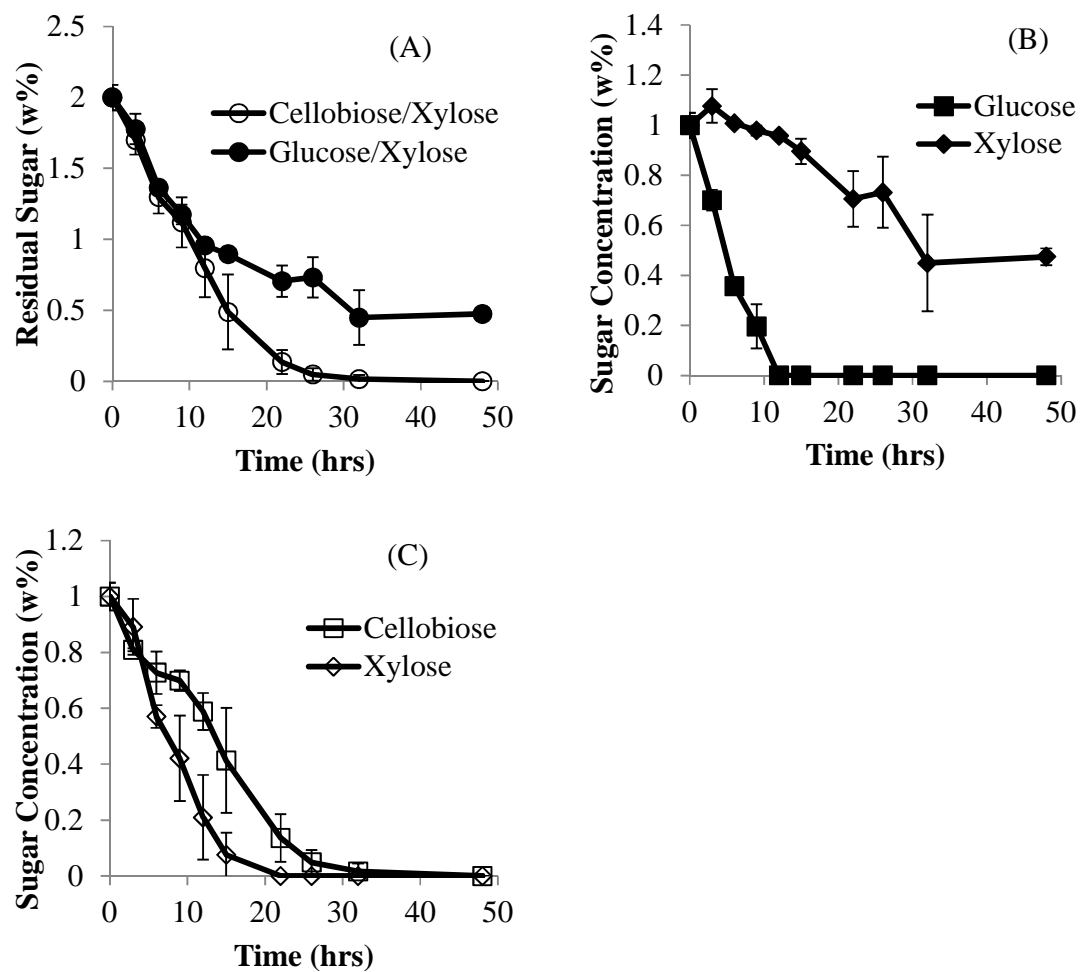 (A)
Residual Sugar (w%)
2.5
2
1.5
1
0.5
0
Cellobiose/Xylose
Glucose/Xylose
0 10 20 30 40 50
Time (hrs)
(B)
Sugar Concentration (w%)
1.4
1.2
1
0.8
0.6
0.4
0.2
0
Glucose
Xylose
0 10 20 30 40 50
Time (hrs)
(C)
Sugar Concentration (w%)
1.2
1
0.8
0.6
0.4
0.2
0
Cellobiose
Xylose
0 10 20 30 40 50
Time (hrs)